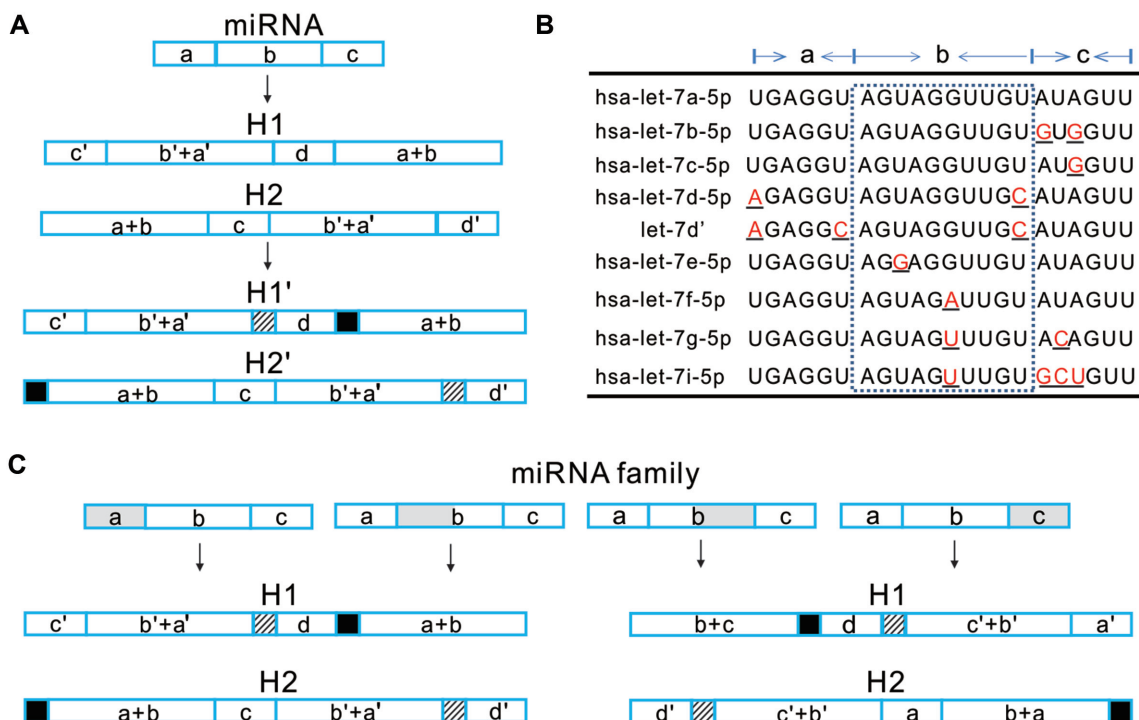 A
miRNA
a b c
H1
c' b'+a' d a+b
H2
a+b c b'+a' d'
H1'
c' b'+a' d a+b
H2'
a+b c b'+a' d'
B
a b c
hsa-let-7a-5p UGAGGU AGUAGGUUGU AUAGUU
hsa-let-7b-5p UGAGGU AGUAGGUUGU GUGGUU
hsa-let-7c-5p UGAGGU AGUAGGUUGU AUGGUU
hsa-let-7d-5p AGAGGU AGUAGGUUGC AUAGUU
let-7d’ AGAGGC AGUAGGUUGC AUAGUU
hsa-let-7e-5p UGAGGU AGGAGGUUGU AUAGUU
hsa-let-7f-5p UGAGGU AGUAGAUUGU AUAGUU
hsa-let-7g-5p UGAGGU AGUAGUUUGU ACAGUU
hsa-let-7i-5p UGAGGU AGUAGUUUGU GCUGUU
C
miRNA family
a b c a b c a b c a b c
H1
c' b'+a' d a+b
H2
a+b c b'+a' d'
H1
b+c d c'+b' a'
H2
d' c'+b' a b+a